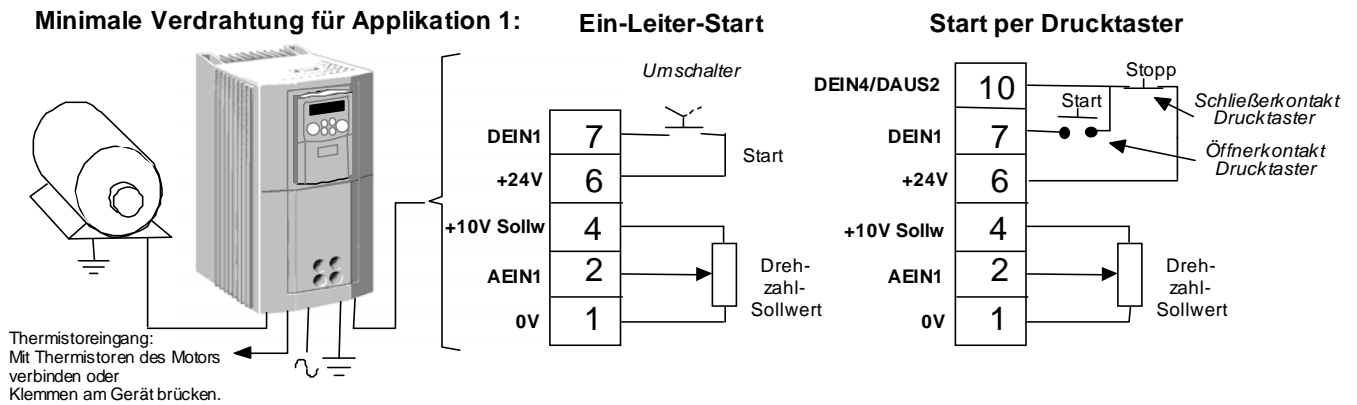 Minimale Verdrahtung für Applikation 1:
Thermistoreingang:
Mit Thermistoren des Motors
verbinden oder
Klemmen am Gerät brücken.
Ein-Leiter-Start
Umschalter
DEIN1 7
Start
+24V 6
+10V Sollw 4
AEIN1 2
Dreh-
zahl-
Sollwert
0V 1
Start per Drucktaster
DEIN4/DAUS2 10
Stopp
Start
Schließerkontakt
Drucktaster
DEIN1 7
Öffnerkontakt
Drucktaster
+24V 6
+10V Sollw 4
AEIN1 2
Dreh-
zahl-
Sollwert
0V 1